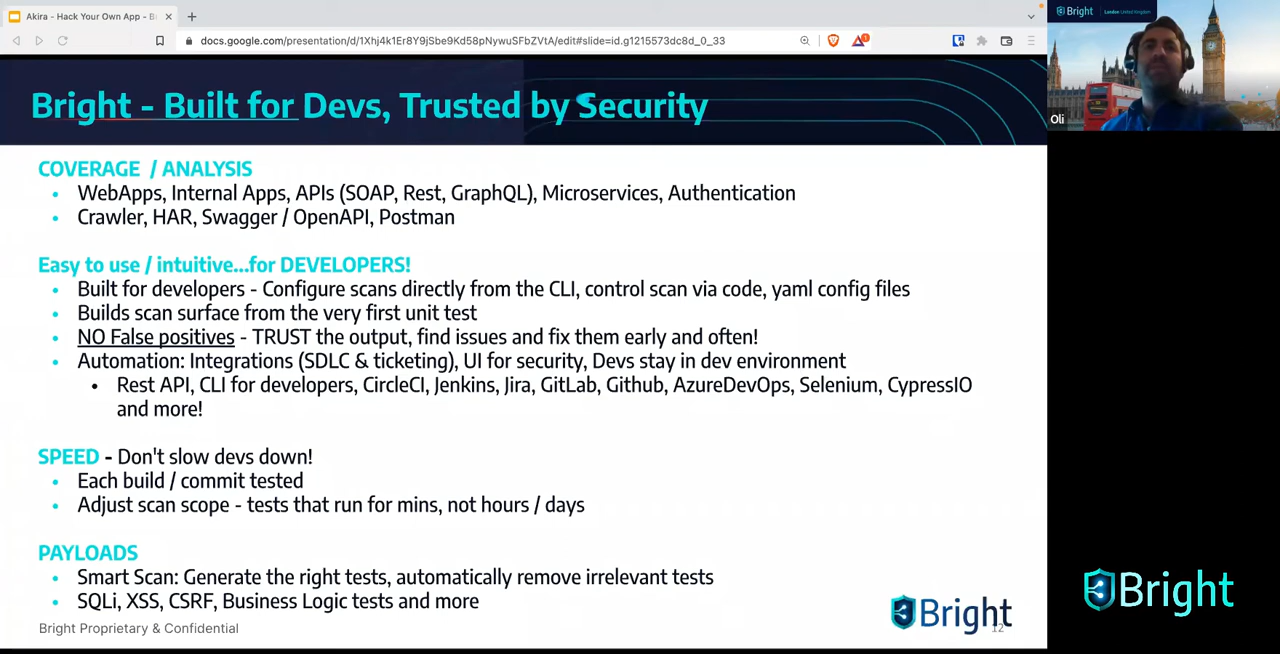 Akira - Hack Your Own App - B
docs.google.com/presentation/d/1Xhj4k1Er8Y9jSbe9Kd58pNywuSFbZVtA/edit#slide=id.g1215573dc8d_0_33
1
Bright London United Kingdom
Oli
Bright - Built for Devs, Trusted by Security
COVERAGE / ANALYSIS
• WebApps, Internal Apps, APIs (SOAP, Rest, GraphQL), Microservices, Authentication
• Crawler, HAR, Swagger / OpenAPI, Postman
Easy to use / intuitive...for DEVELOPERS!
• Built for developers - Configure scans directly from the CLI, control scan via code, yaml config files
• Builds scan surface from the very first unit test
• NO False positives - TRUST the output, find issues and fix them early and often!
• Automation: Integrations (SDLC & ticketing), UI for security, Devs stay in dev environment
• Rest API, CLI for developers, CircleCI, Jenkins, Jira, GitLab, Github, AzureDevOps, Selenium, CypressIO
and more!
SPEED - Don't slow devs down!
• Each build / commit tested
• Adjust scan scope - tests that run for mins, not hours / days
PAYLOADS
• Smart Scan: Generate the right tests, automatically remove irrelevant tests
• SQLi, XSS, CSRF, Business Logic tests and more
Bright Proprietary & Confidential
Bright
12
Bright